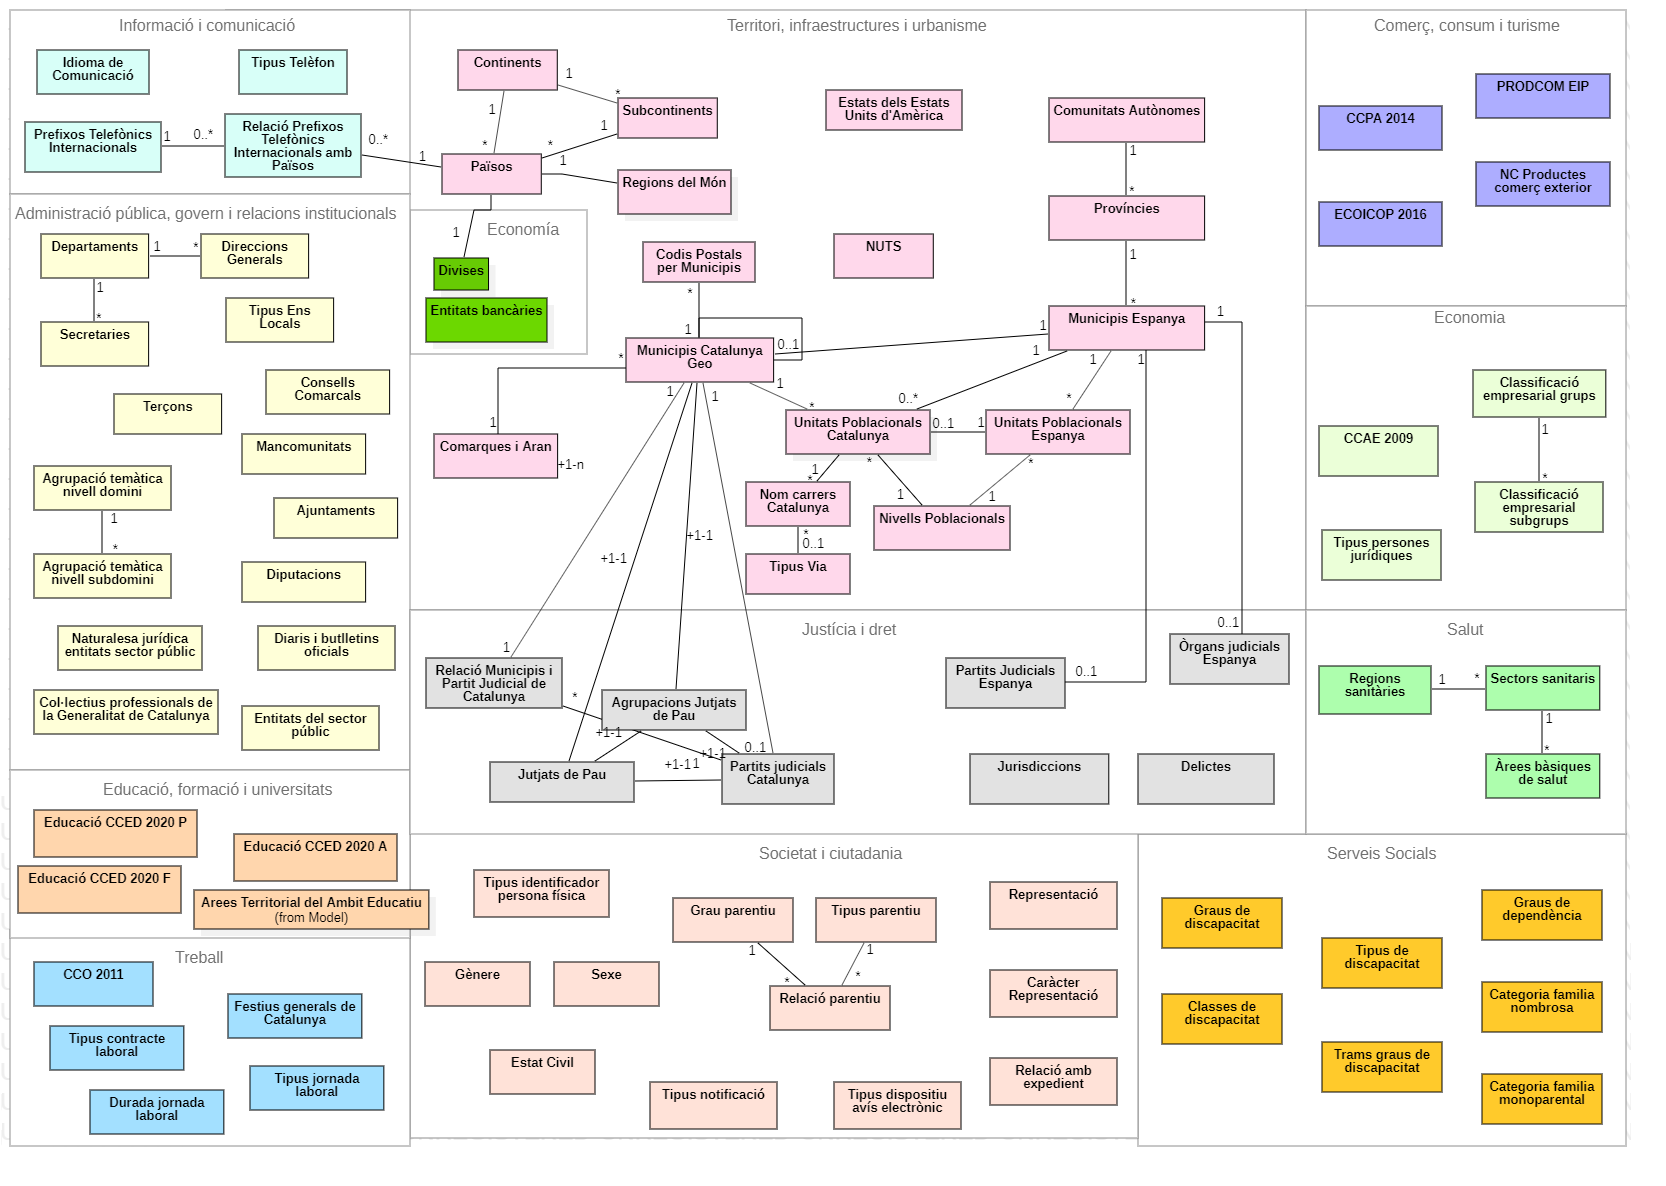 Informació i comunicació
Idioma de
Comunicació
Tipus Telèfon
Prefixos Telefònics
Internacionals
1
0..*
Relació Prefixos
Telefònics
Internacionals amb
Països
0..*
1
Administració pública, govern i relacions institucionals
Departaments
1
*
Direccions
Generals
1
*
Secretaries
Tipus Ens
Locals
Consells
Comarcals
Terçons
Mancomunitats
Agrupació temàtica
nivell domini
1
*
Agrupació temàtica
nivell subdomini
Ajuntaments
Diputacions
Naturalesa jurídica
entitats sector públic
Diaris i butlletins
oficials
Col·lectius professionals de
la Generalitat de Catalunya
Entitats del sector
públic
Educació, formació i universitats
Educació CCED 2020 P
Educació CCED 2020 A
Educació CCED 2020 F
Arees Territorial del Ambit Educatiu
(from Model)
Treball
CCO 2011
Festius generals de
Catalunya
Tipus contracte
laboral
Tipus jornada
laboral
Durada jornada
laboral
Territori, infraestructures i urbanisme
Continents
1
*
1
*
Subcontinents
1
*
Països
1
Regions del Món
Estats dels Estats
Units d'Amèrica
Comunitats Autònomes
1
*
Províncies
1
*
Economía
1
Divises
Entitats bancàries
Codis Postals
per Municipis
*
1
NUTS
Municipis Catalunya
Geo
0..1
1
Municipis Espanya
1
*
1
Comarques i Aran
+1-n
1
*
1
0..*
1
*
1
Unitats Poblacionals
Catalunya
0..1
1
Unitats Poblacionals
Espanya
1
*
*
1
*
1
Nom carrers
Catalunya
Nivells Poblacionals
*
0..1
Tipus Via
1
1
+1-1
+1-1
Justícia i dret
1
Relació Municipis i
Partit Judicial de
Catalunya
*
Agrupacions Jutjats
de Pau
+1-1
+1-1
0..1
Jutjats de Pau
+1-1
1
Partits judicials
Catalunya
Partits Judicials
Espanya
0..1
0..1
Òrgans judicials
Espanya
Jurisdiccions
Delictes
Societat i ciutadania
Tipus identificador
persona física
Grau parentiu
Tipus parentiu
1
1
*
*
Relació parentiu
Representació
Gènere
Sexe
Caràcter
Representació
Estat Civil
Tipus notificació
Tipus dispositiu
avís electrònic
Relació amb
expedient
Comerç, consum i turisme
PRODCOM EIP
CCPA 2014
NC Productes
comerç exterior
ECOICOP 2016
Economia
Classificació
empresarial grups
1
*
Classificació
empresarial
subgrups
CCAE 2009
Tipus persones
jurídiques
Salut
Regions
sanitàries
1
*
Sectors sanitaris
1
*
Àrees bàsiques
de salut
Serveis Socials
Graus de
discapacitat
Graus de
dependència
Tipus de
discapacitat
Classes de
discapacitat
Categoria familia
nombrosa
Trams graus de
discapacitat
Categoria familia
monoparental